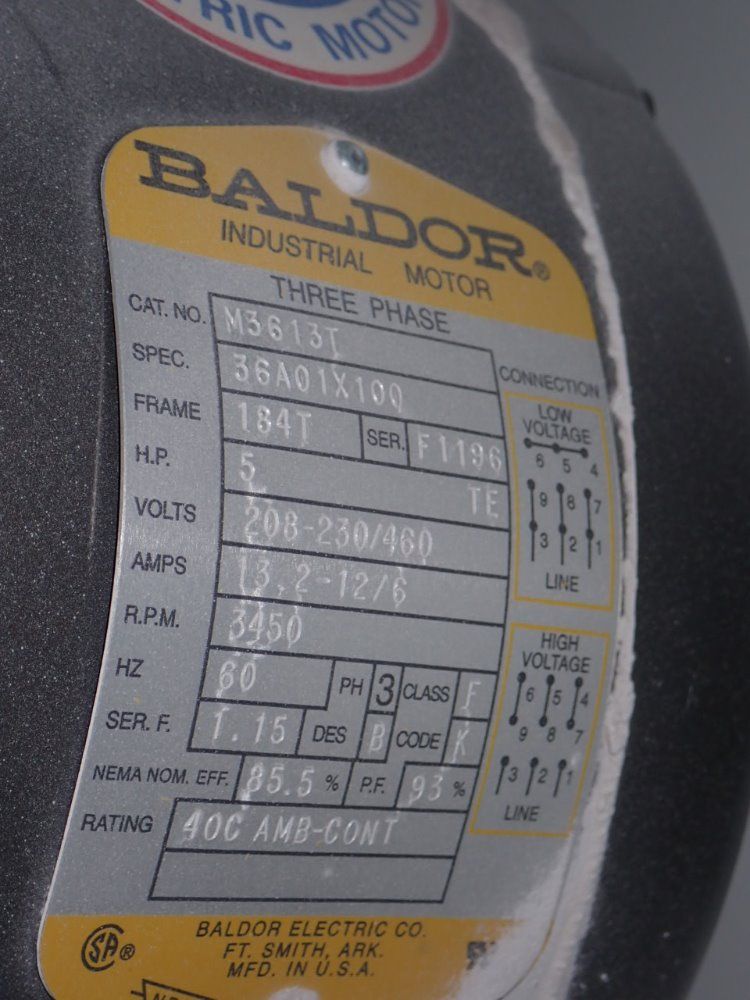 TRIC MOTO
BALDOR®
INDUSTRIAL MOTOR
THREE PHASE
CAT. NO. M3613T
SPEC. 36A01X10Q
FRAME 184T SER. F1196
H.P. 5 TE
VOLTS 208-230/460
AMPS 13.2-12/6
R.P.M. 3450
HZ 60 PH 3 CLASS F
SER. F. 1.15 DES B CODE K
NEMA NOM. EFF. 85.5 % P.F. 93 %
RATING 40C AMB-CONT
CONNECTION
LOW
VOLTAGE
6 5 4
9 8 7
3 2 1
LINE
HIGH
VOLTAGE
6 5 4
9 8 7
3 2 1
LINE
SA®
BALDOR ELECTRIC CO.
FT. SMITH, ARK.
MFD. IN U.S.A.